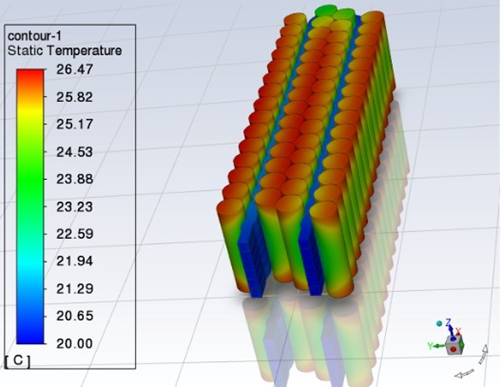 contour-1
Static Temperature
26.47
25.82
25.17
24.53
23.88
23.23
22.59
21.94
21.29
20.65
20.00
[ C ]
Z
X
Y